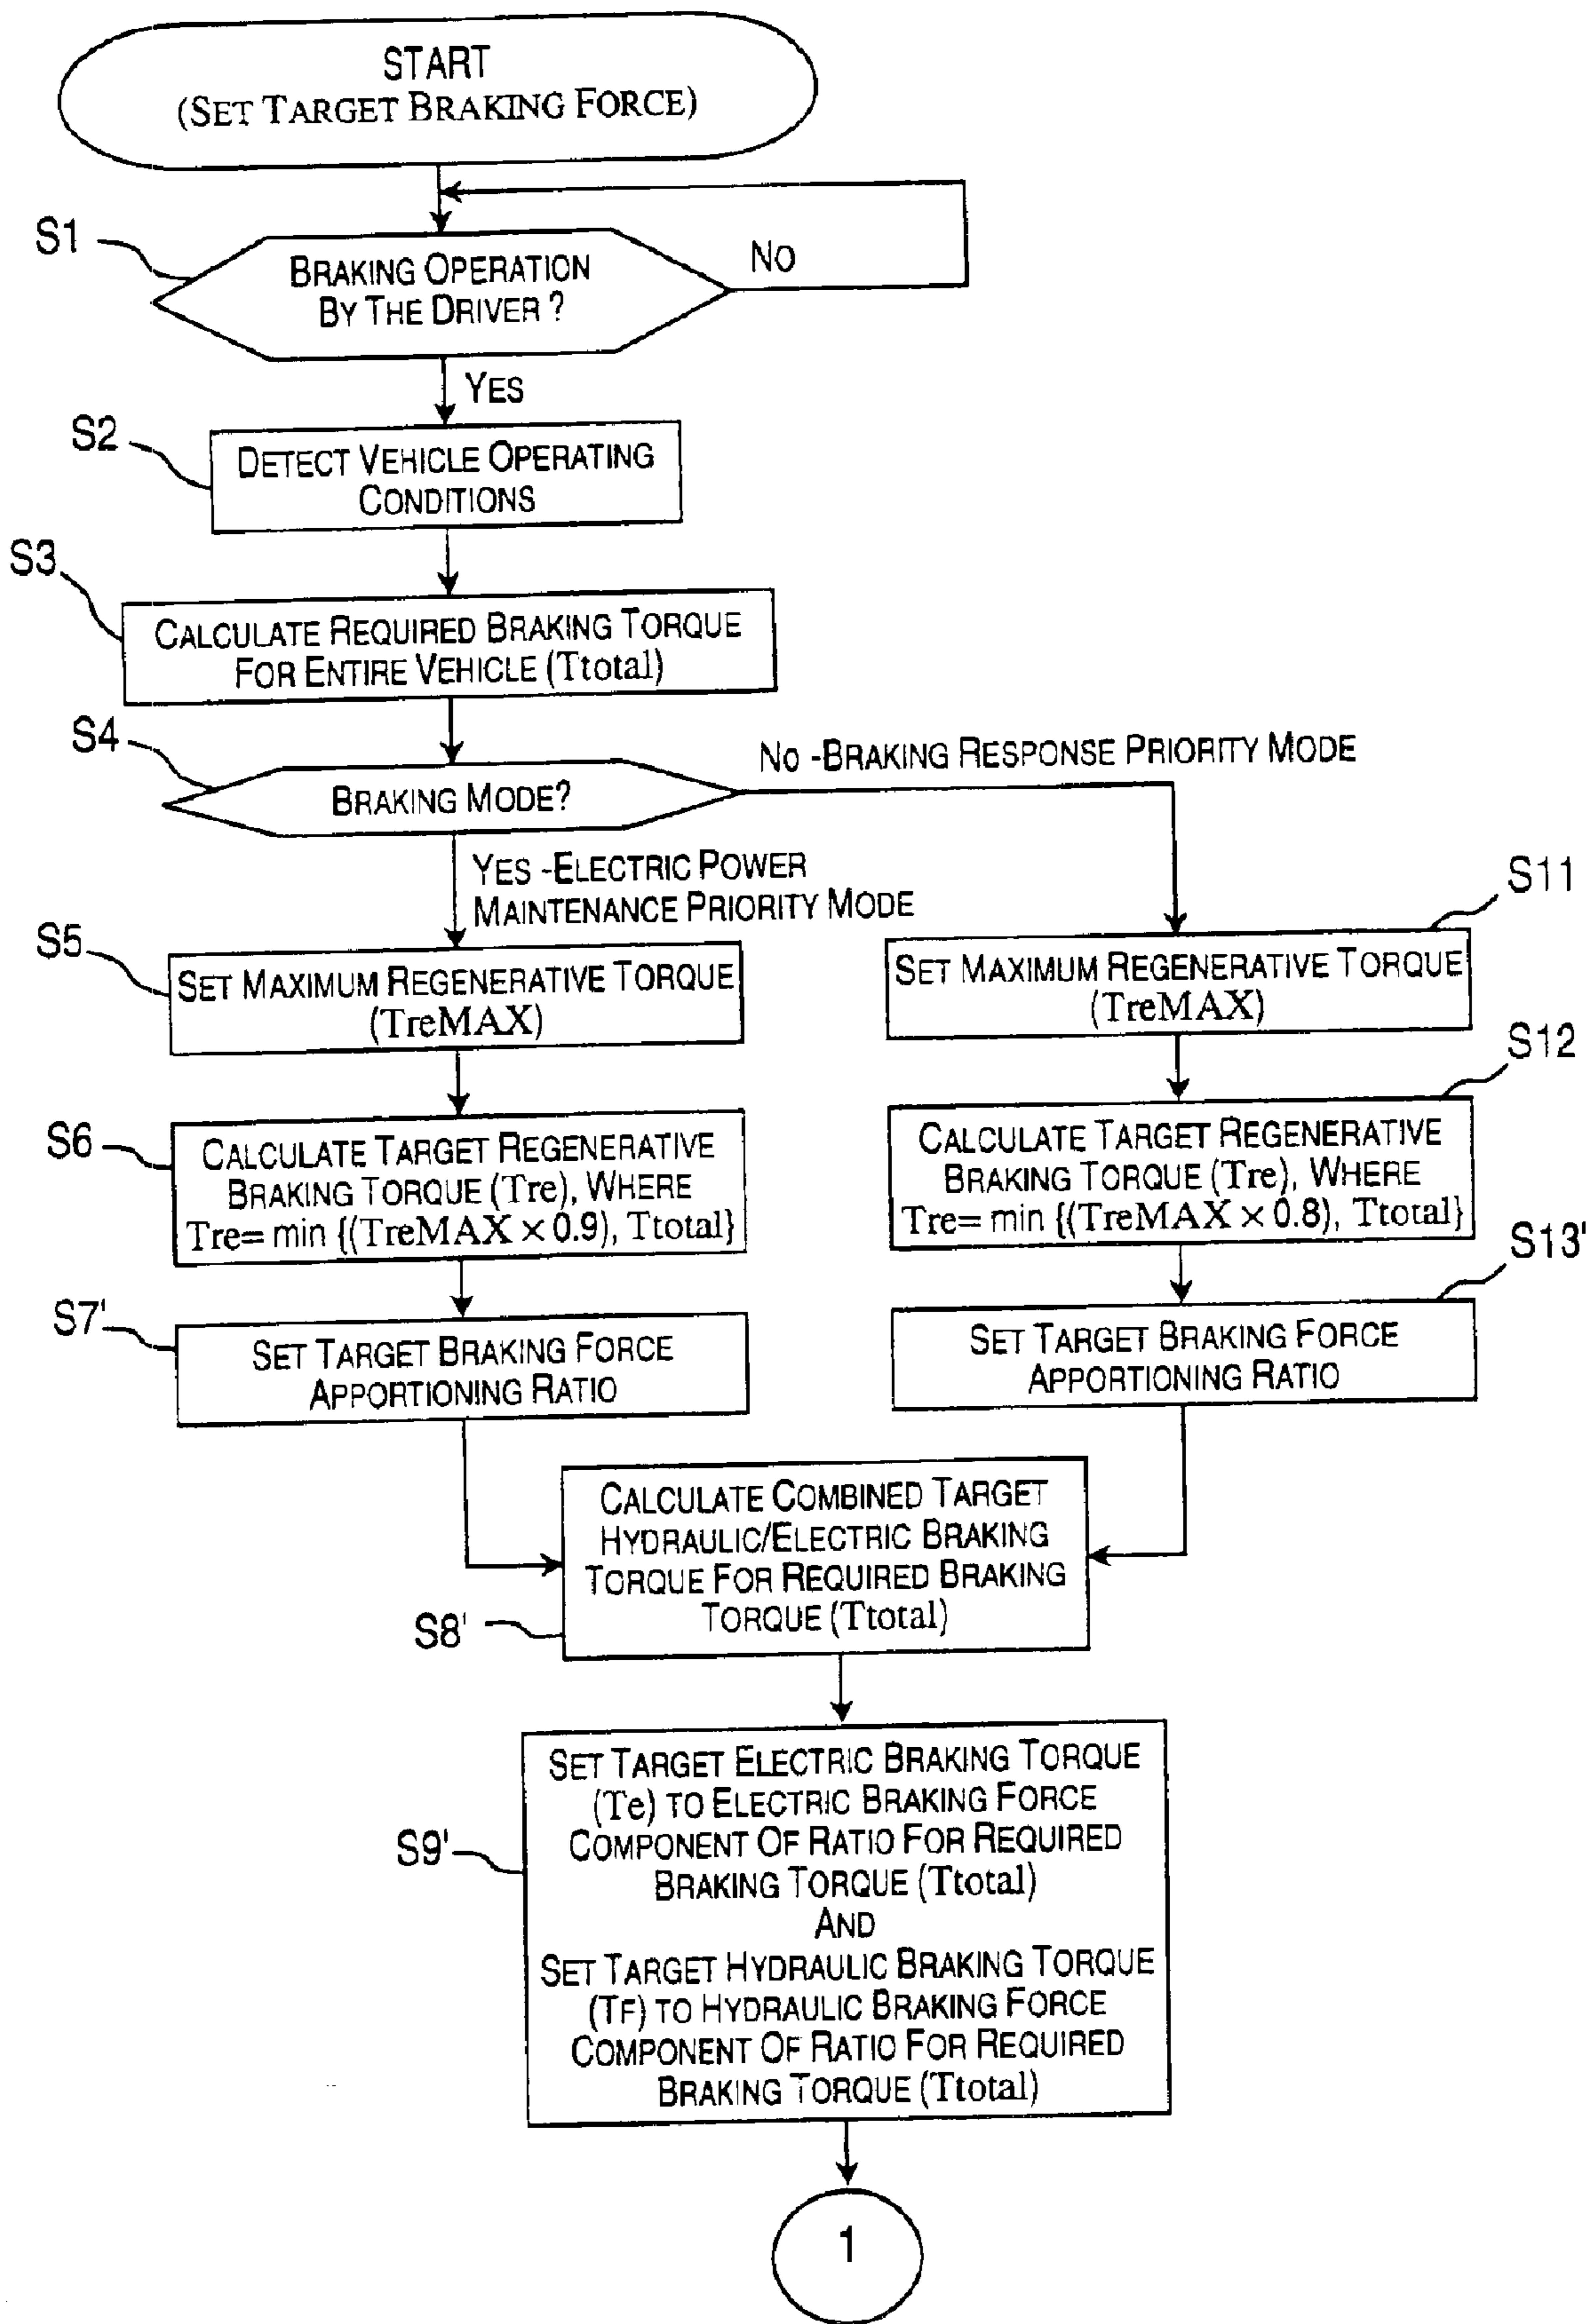 START
(SET TARGET BRAKING FORCE)
S1
BRAKING OPERATION
BY THE DRIVER ?
NO
YES
S2
DETECT VEHICLE OPERATING
CONDITIONS
S3
CALCULATE REQUIRED BRAKING TORQUE
FOR ENTIRE VEHICLE (Ttotal)
S4
BRAKING MODE?
NO -BRAKING RESPONSE PRIORITY MODE
YES -ELECTRIC POWER
MAINTENANCE PRIORITY MODE
S5
SET MAXIMUM REGENERATIVE TORQUE
(TreMAX)
S11
SET MAXIMUM REGENERATIVE TORQUE
(TreMAX)
S6
CALCULATE TARGET REGENERATIVE
BRAKING TORQUE (Tre), WHERE
Tre= min {(TreMAX × 0.9), Ttotal}
S12
CALCULATE TARGET REGENERATIVE
BRAKING TORQUE (Tre), WHERE
Tre= min {(TreMAX × 0.8), Ttotal}
S7'
SET TARGET BRAKING FORCE
APPORTIONING RATIO
S13'
SET TARGET BRAKING FORCE
APPORTIONING RATIO
S8'
CALCULATE COMBINED TARGET
HYDRAULIC/ELECTRIC BRAKING
TORQUE FOR REQUIRED BRAKING
TORQUE (Ttotal)
S9'
SET TARGET ELECTRIC BRAKING TORQUE
(Te) TO ELECTRIC BRAKING FORCE
COMPONENT OF RATIO FOR REQUIRED
BRAKING TORQUE (Ttotal)
AND
SET TARGET HYDRAULIC BRAKING TORQUE
(TF) TO HYDRAULIC BRAKING FORCE
COMPONENT OF RATIO FOR REQUIRED
BRAKING TORQUE (Ttotal)
1